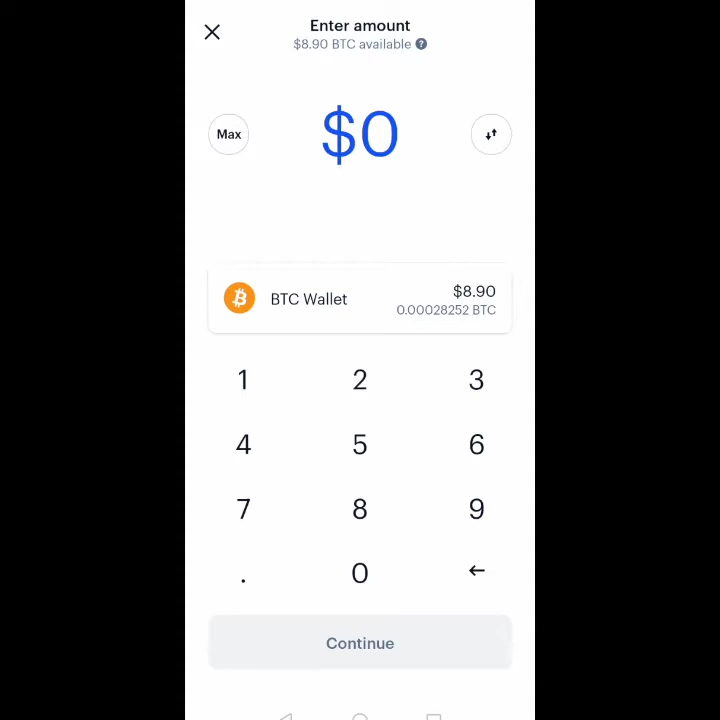 Enter amount
$8.90 BTC available ?
Max
$0
BTC Wallet
$8.90
0.00028252 BTC
1 2 3
4 5 6
7 8 9
. 0 ←
Continue